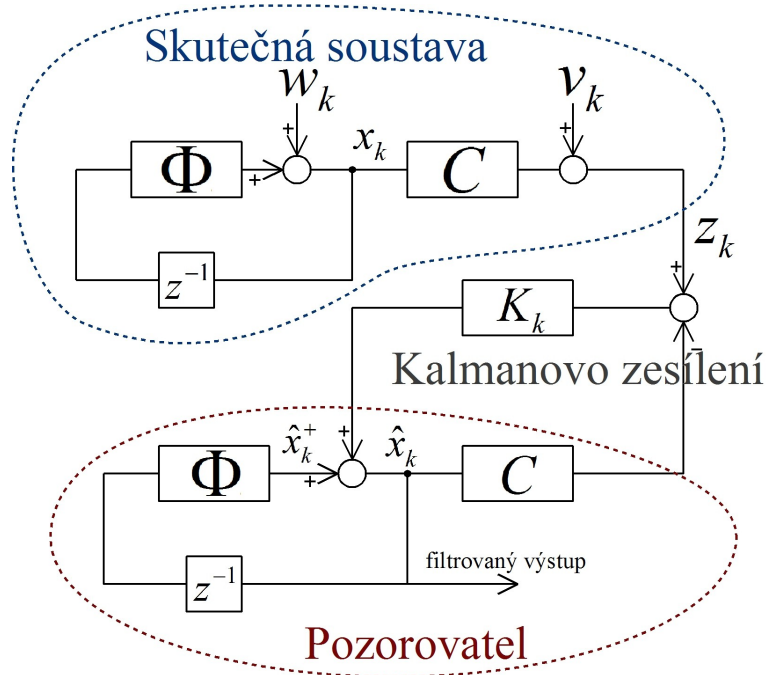 Skutečná soustava
w_k v_k
+ +
Φ + x_k C
z^{-1}
z_k
+
K_k
−
Kalmanovo zesílení
+
Φ x̂_k^+ + x̂_k C
z^{-1}
filtrovaný výstup
Pozorovatel